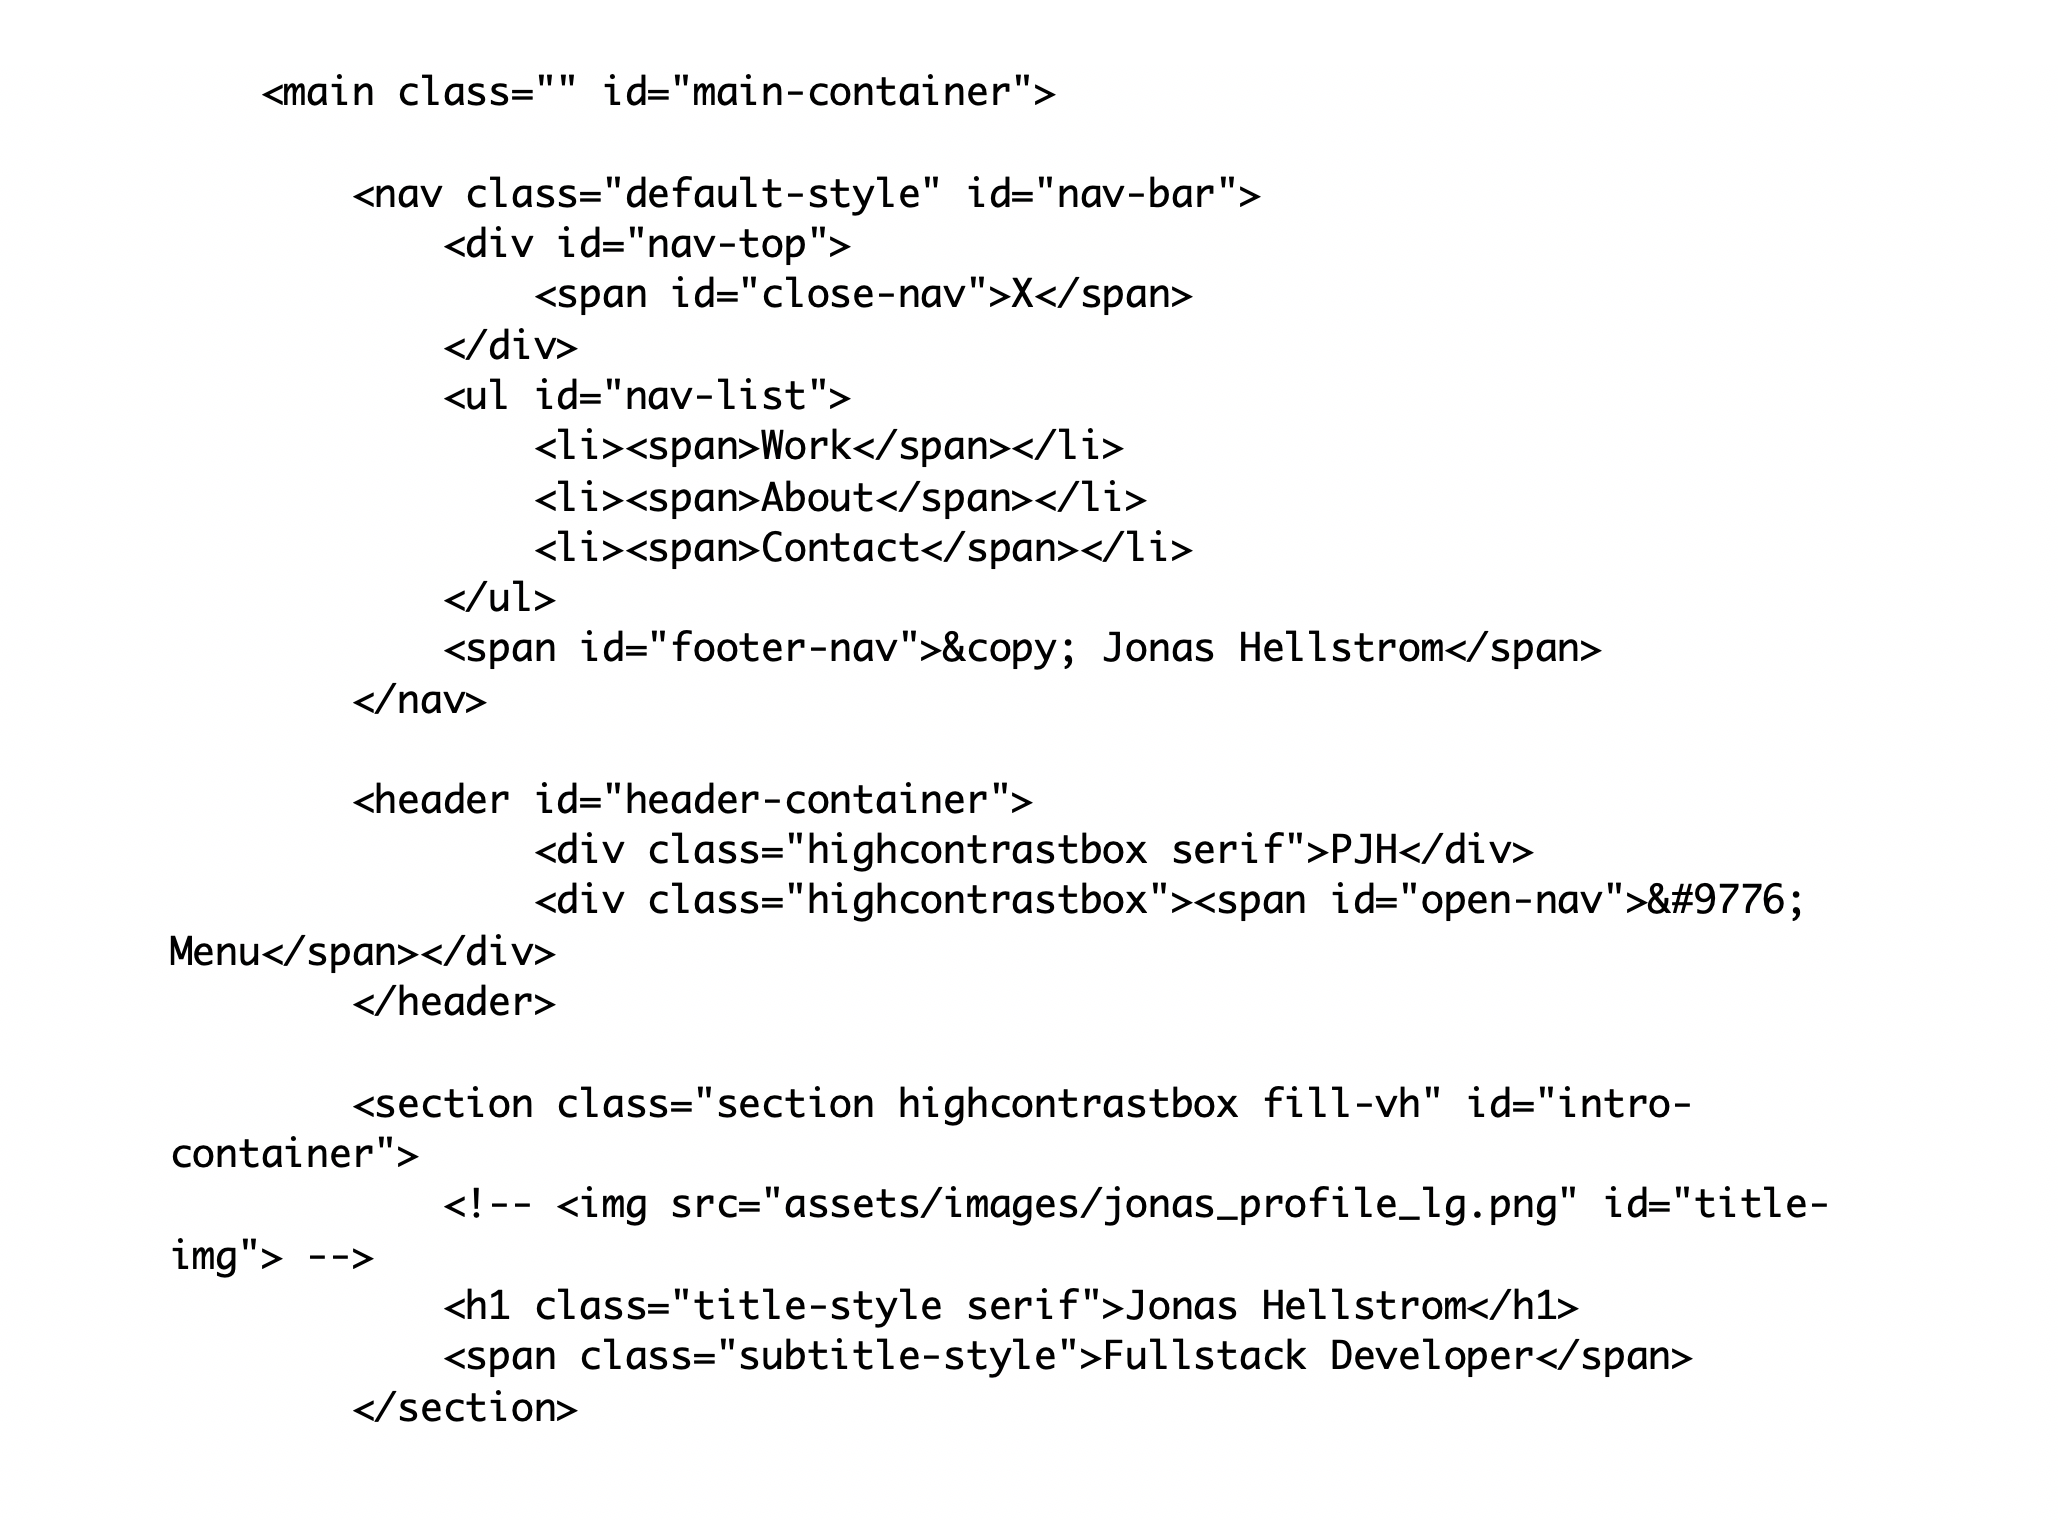 <main class="" id="main-container">

        <nav class="default-style" id="nav-bar">
            <div id="nav-top">
                <span id="close-nav">X</span>
            </div>
            <ul id="nav-list">
                <li><span>Work</span></li>
                <li><span>About</span></li>
                <li><span>Contact</span></li>
            </ul>
            <span id="footer-nav">&copy; Jonas Hellstrom</span>
        </nav>

        <header id="header-container">
                <div class="highcontrastbox serif">PJH</div>
                <div class="highcontrastbox"><span id="open-nav">&#9776;
Menu</span></div>
        </header>

        <section class="section highcontrastbox fill-vh" id="intro-
container">
            <!-- <img src="assets/images/jonas_profile_lg.png" id="title-
img"> -->
            <h1 class="title-style serif">Jonas Hellstrom</h1>
            <span class="subtitle-style">Fullstack Developer</span>
        </section>